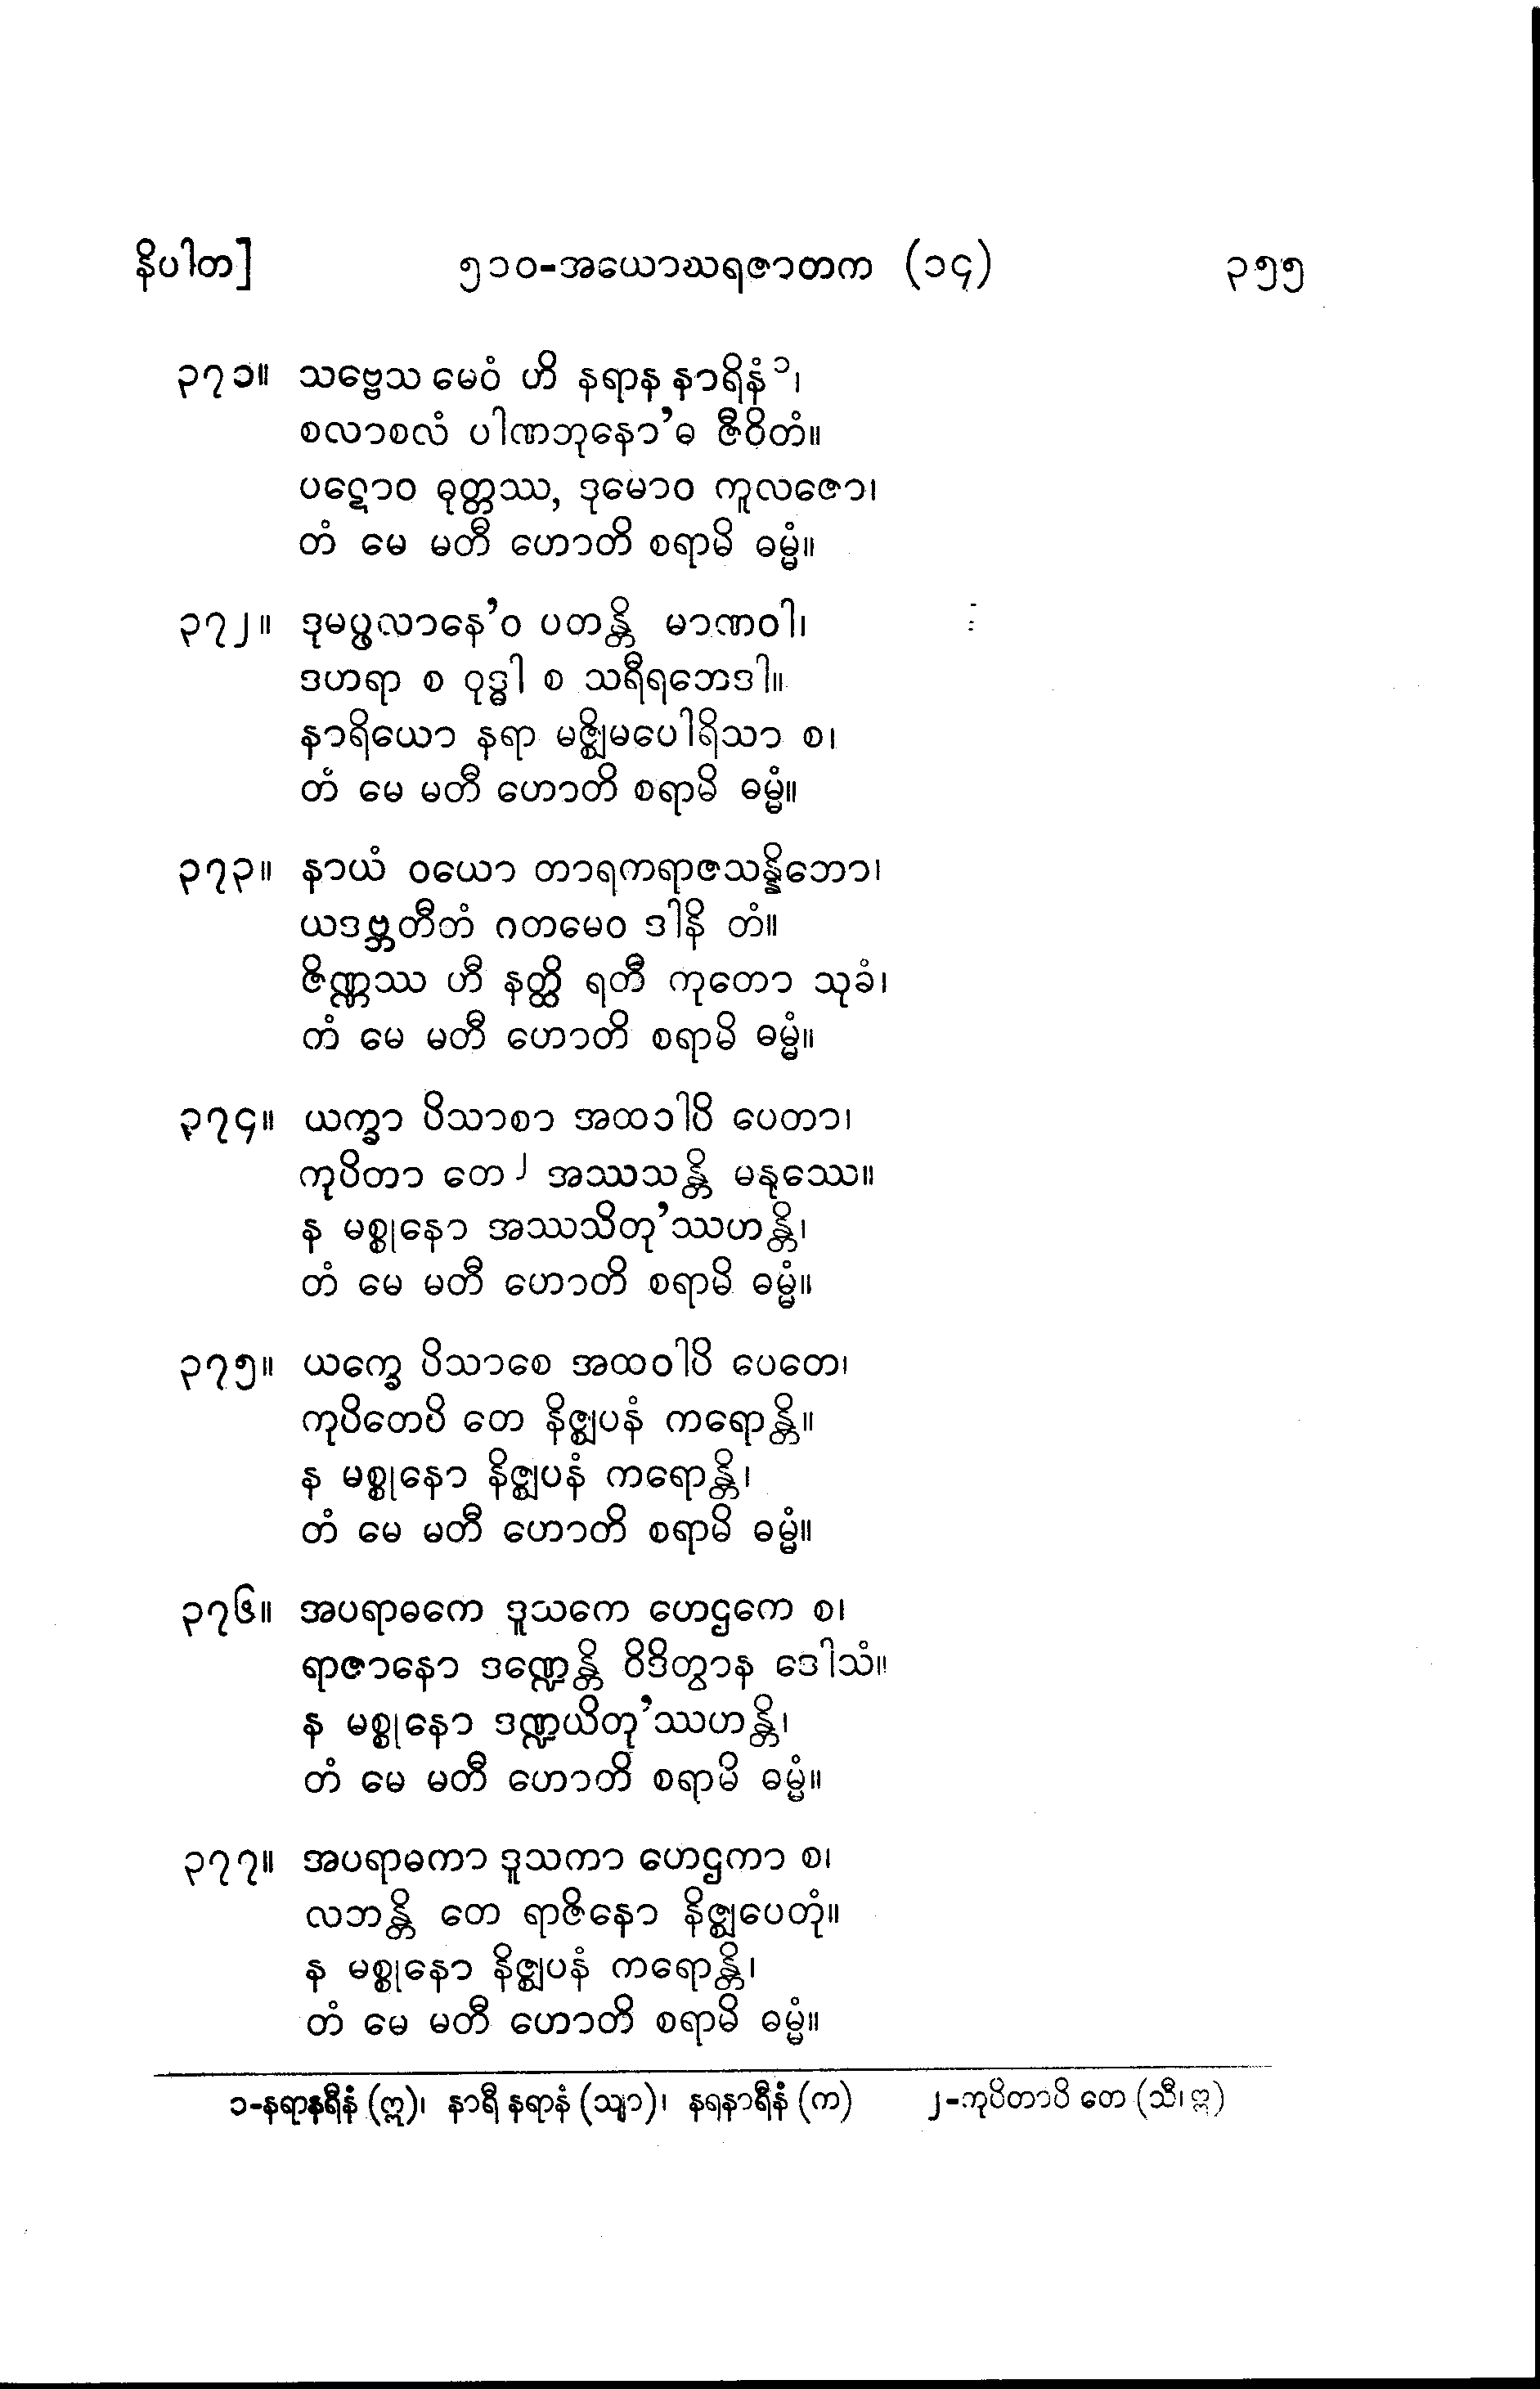 နိပါတ] ၅၁၀-အယောဃရဇာတက (၁၄) ၃၅၅
၃၇၁။ သဗ္ဗေသ မေဝံ ဟိ နရာန နာရိနံ၁၊
စလာစလံ ပါဏဘုနော’ဓ ဇီဝိတံ။
ပဋောဝ ဓုတ္တဿ, ဒုမောဝ ကူလဇော၊
တံ မေ မတီ ဟောတိ စရာမိ ဓမ္မံ။
၃၇၂။ ဒုမပ္ဖလာနေ’ဝ ပတန္တိ မာဏဝါ၊
ဒဟရာ စ ဝုဒ္ဓါ စ သရီရဘေဒါ။
နာရိယော နရာ မဇ္ဈိမပေါရိသာ စ၊
တံ မေ မတီ ဟောတိ စရာမိ ဓမ္မံ။
၃၇၃။ နာယံ ဝယော တာရကရာဇသန္နိဘော၊
ယဒဗ္ဘတီတံ ဂတမေဝ ဒါနိ တံ။
ဇိဏ္ဏဿ ဟီ နတ္ထိ ရတီ ကုတော သုခံ၊
တံ မေ မတီ ဟောတိ စရာမိ ဓမ္မံ။
၃၇၄။ ယက္ခာ ပိသာစာ အထဝါပိ ပေတာ၊
ကုပိတာ တေ၂ အဿသန္တိ မနုဿေ။
န မစ္စုနော အဿသိတု’ဿဟန္တိ၊
တံ မေ မတီ ဟောတိ စရာမိ ဓမ္မံ။
၃၇၅။ ယက္ခေ ပိသာစေ အထဝါပိ ပေတေ၊
ကုပိတေပိ တေ နိဇ္ဈပနံ ကရောန္တိ။
န မစ္စုနော နိဇ္ဈပနံ ကရောန္တိ၊
တံ မေ မတီ ဟောတိ စရာမိ ဓမ္မံ။
၃၇၆။ အပရာဓကေ ဒူသကေ ဟေဌကေ စ၊
ရာဇာနော ဒဏ္ဍေန္တိ ဝိဒိတွာန ဒေါသံ။
န မစ္စုနော ဒဏ္ဍယိတု’ဿဟန္တိ၊
တံ မေ မတီ ဟောတိ စရာမိ ဓမ္မံ။
၃၇၇။ အပရာဓကာ ဒူသကာ ဟေဌကာ စ၊
လဘန္တိ တေ ရာဇိနော နိဇ္ဈပေတုံ။
န မစ္စုနော နိဇ္ဈပနံ ကရောန္တိ၊
တံ မေ မတီ ဟောတိ စရာမိ ဓမ္မံ။
၁-နရာနရီနံ (ဣ)၊ နာရီ နရာနံ (သျာ)၊ နရနာရီနံ (က) ၂-ကုပိတာပိ တေ (သီ၊ ဣ)